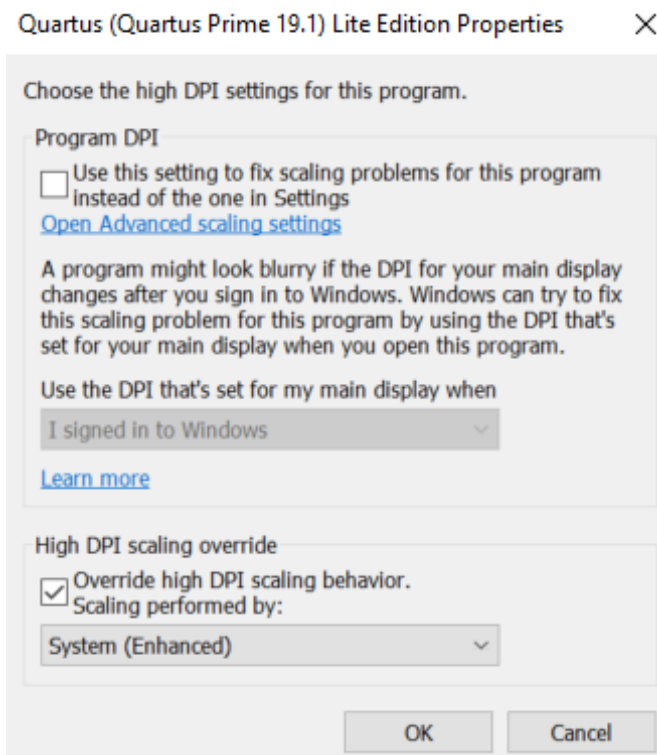 Quartus (Quartus Prime 19.1) Lite Edition Properties
Choose the high DPI settings for this program.
Program DPI
Use this setting to fix scaling problems for this program
instead of the one in Settings
Open Advanced scaling settings
A program might look blurry if the DPI for your main display
changes after you sign in to Windows. Windows can try to fix
this scaling problem for this program by using the DPI that's
set for your main display when you open this program.
Use the DPI that's set for my main display when
I signed in to Windows
Learn more
High DPI scaling override
Override high DPI scaling behavior.
Scaling performed by:
System (Enhanced)
OK Cancel